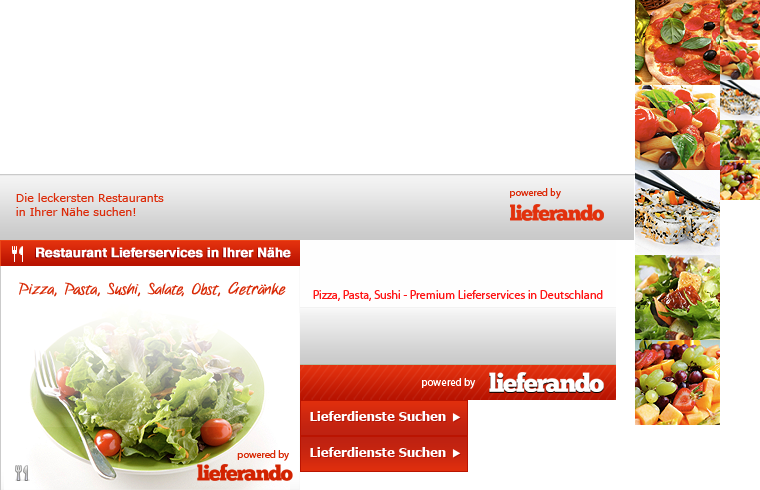 Die leckersten Restaurants
in Ihrer Nähe suchen!
powered by
lieferando
Restaurant Lieferservices in Ihrer Nähe
Pizza, Pasta, Sushi, Salate, Obst, Getränke
powered by
lieferando
Pizza, Pasta, Sushi - Premium Lieferservices in Deutschland
powered by lieferando
Lieferdienste Suchen
Lieferdienste Suchen